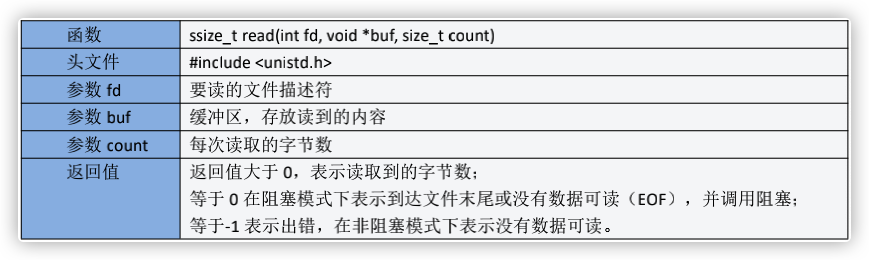 函数 ssize_t read(int fd, void *buf, size_t count)
头文件 #include <unistd.h>
参数 fd 要读的文件描述符
参数 buf 缓冲区，存放读到的内容
参数 count 每次读取的字节数
返回值 返回值大于 0，表示读取到的字节数；
等于 0 在阻塞模式下表示到达文件末尾或没有数据可读（EOF），并调用阻塞；
等于-1 表示出错，在非阻塞模式下表示没有数据可读。